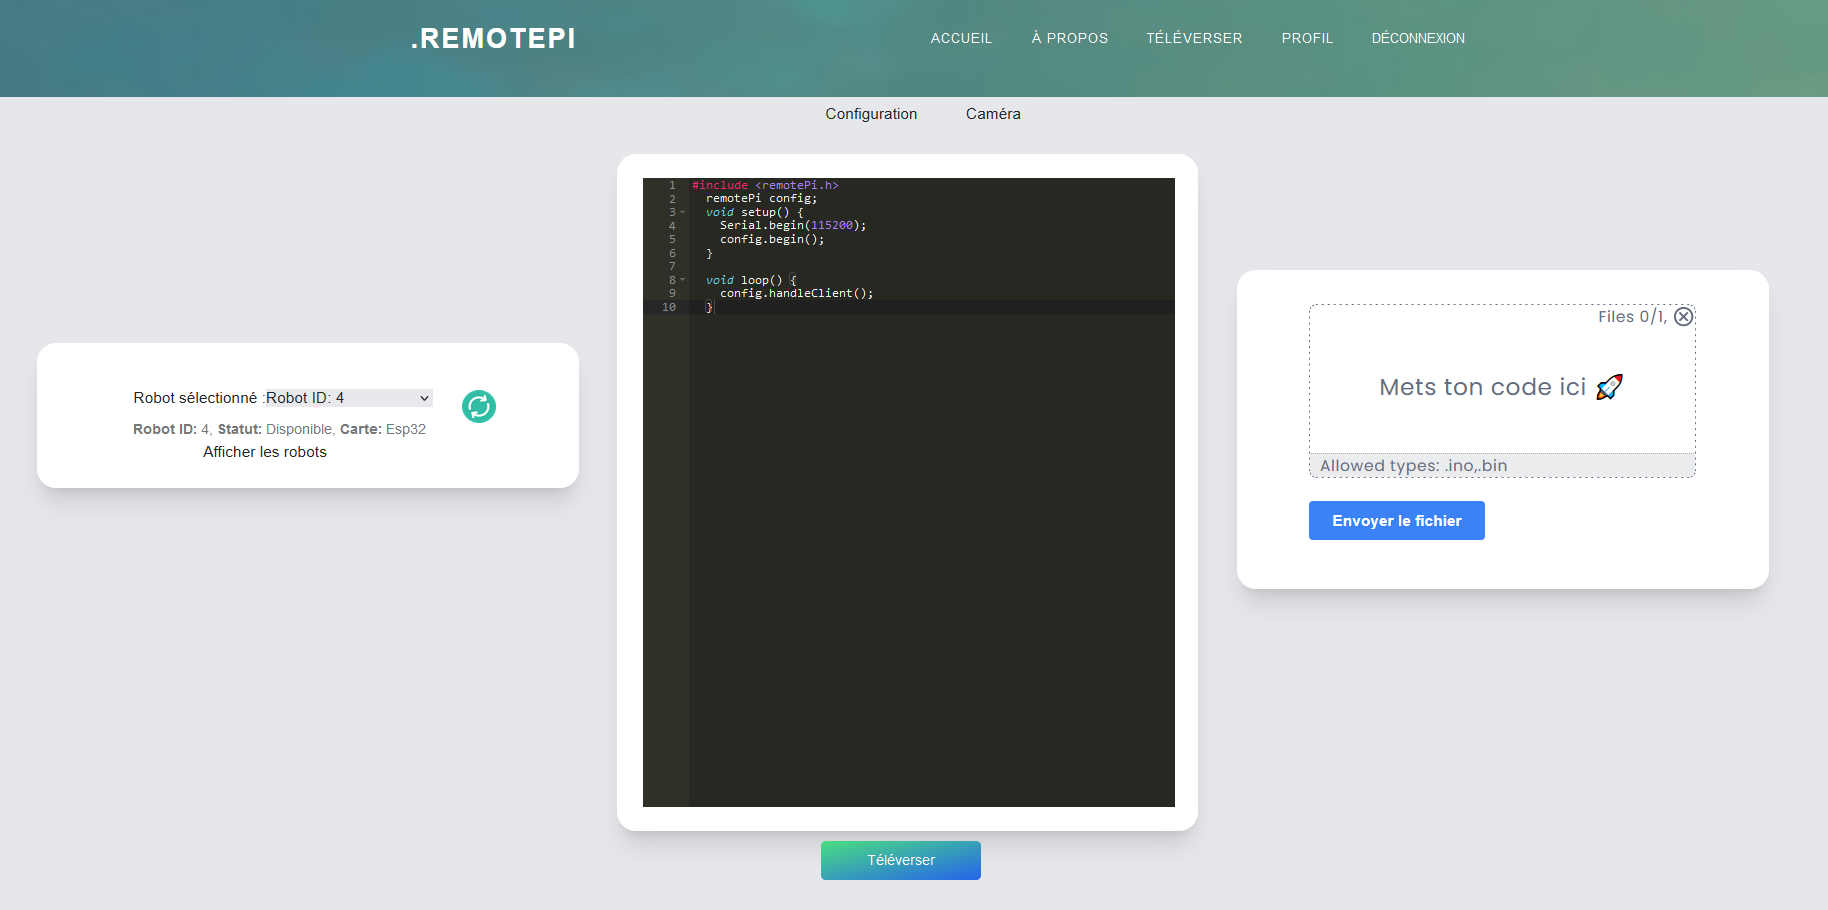 .REMOTEPI
ACCUEIL À PROPOS TÉLÉVERSER PROFIL DÉCONNEXION
Configuration Caméra
Robot sélectionné :Robot ID: 4
Robot ID: 4, Statut: Disponible, Carte: Esp32
Afficher les robots
1 #include <remotePi.h>
2 remotePi config;
3 void setup() {
4 Serial.begin(115200);
5 config.begin();
6 }
7
8 void loop() {
9 config.handleClient();
10 }
Téléverser
Files 0/1,
Mets ton code ici 🚀
Allowed types: .ino,.bin
Envoyer le fichier